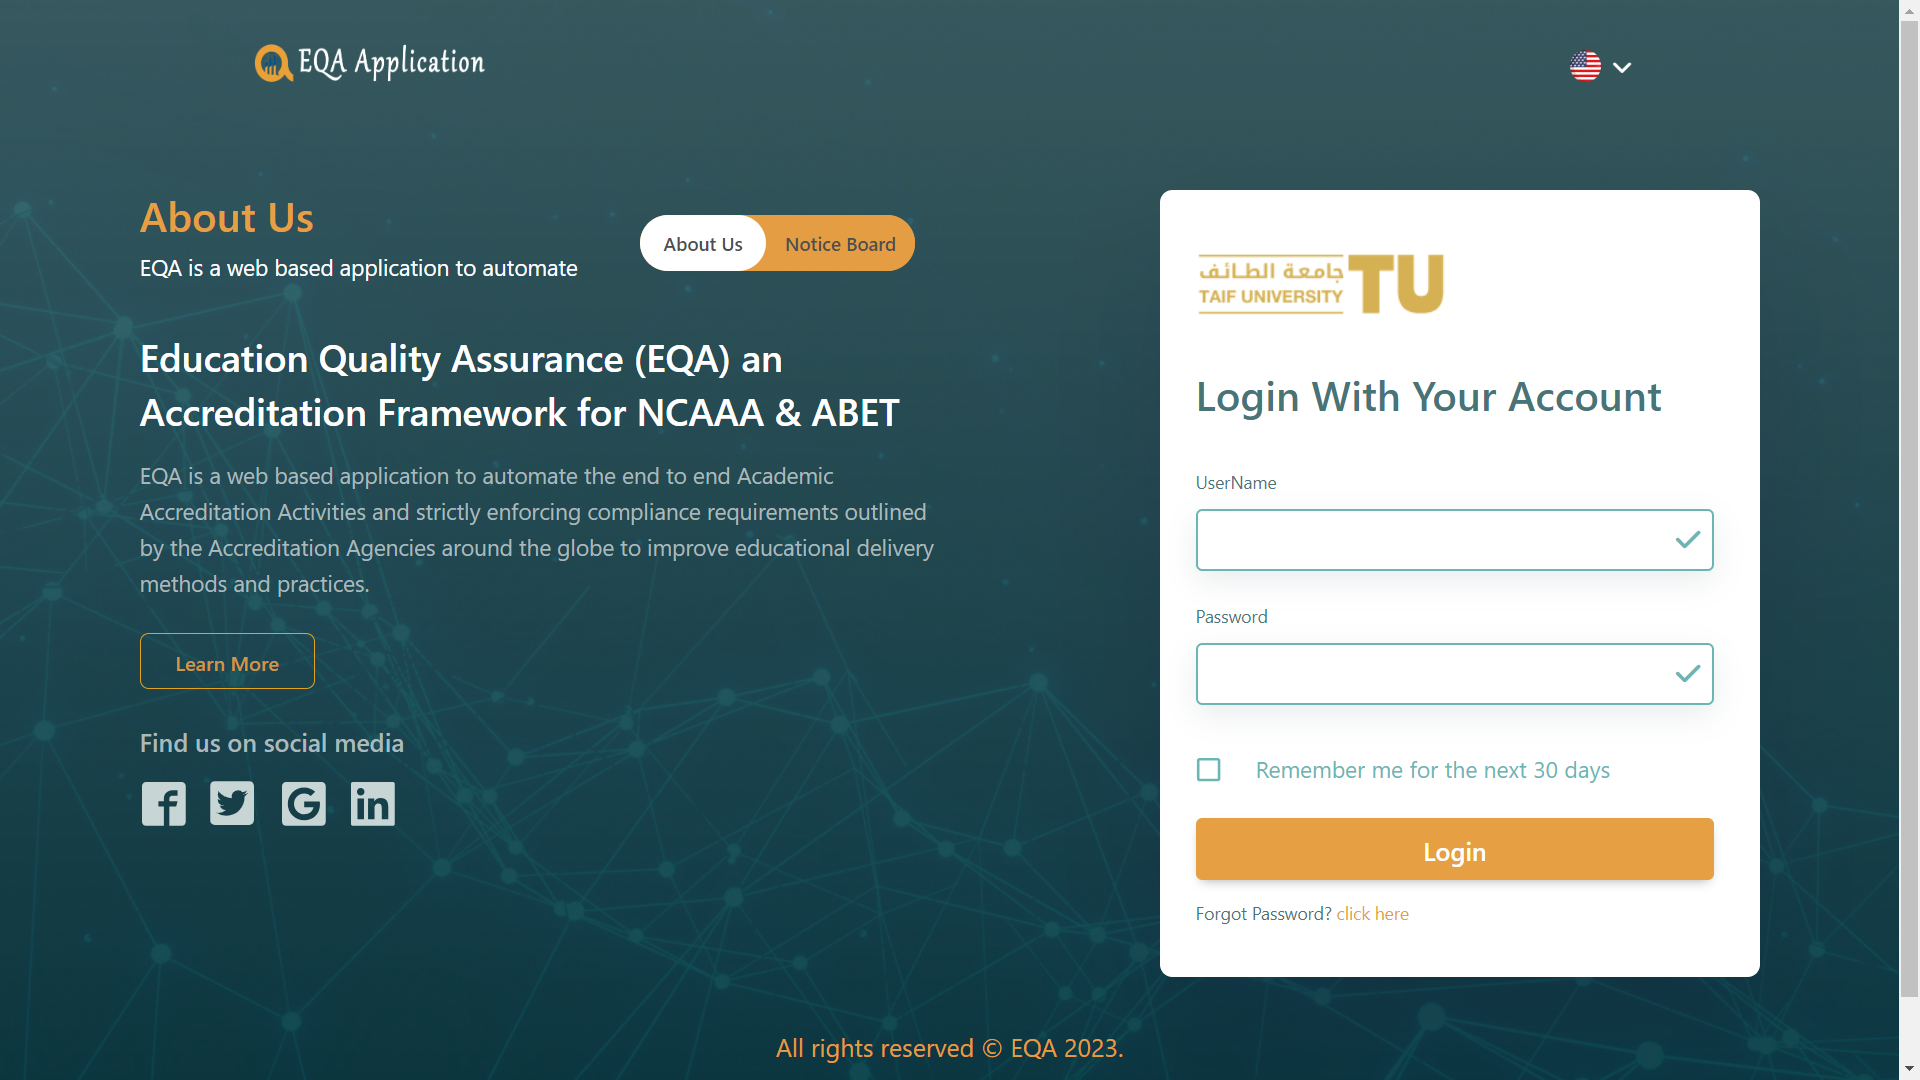 EQA Application
About Us
EQA is a web based application to automate
About Us
Notice Board
Education Quality Assurance (EQA) an
Accreditation Framework for NCAAA & ABET
EQA is a web based application to automate the end to end Academic
Accreditation Activities and strictly enforcing compliance requirements outlined
by the Accreditation Agencies around the globe to improve educational delivery
methods and practices.
Learn More
Find us on social media
جامعة الطائف
TAIF UNIVERSITY
TU
Login With Your Account
UserName
Password
Remember me for the next 30 days
Login
Forgot Password? click here
All rights reserved © EQA 2023.